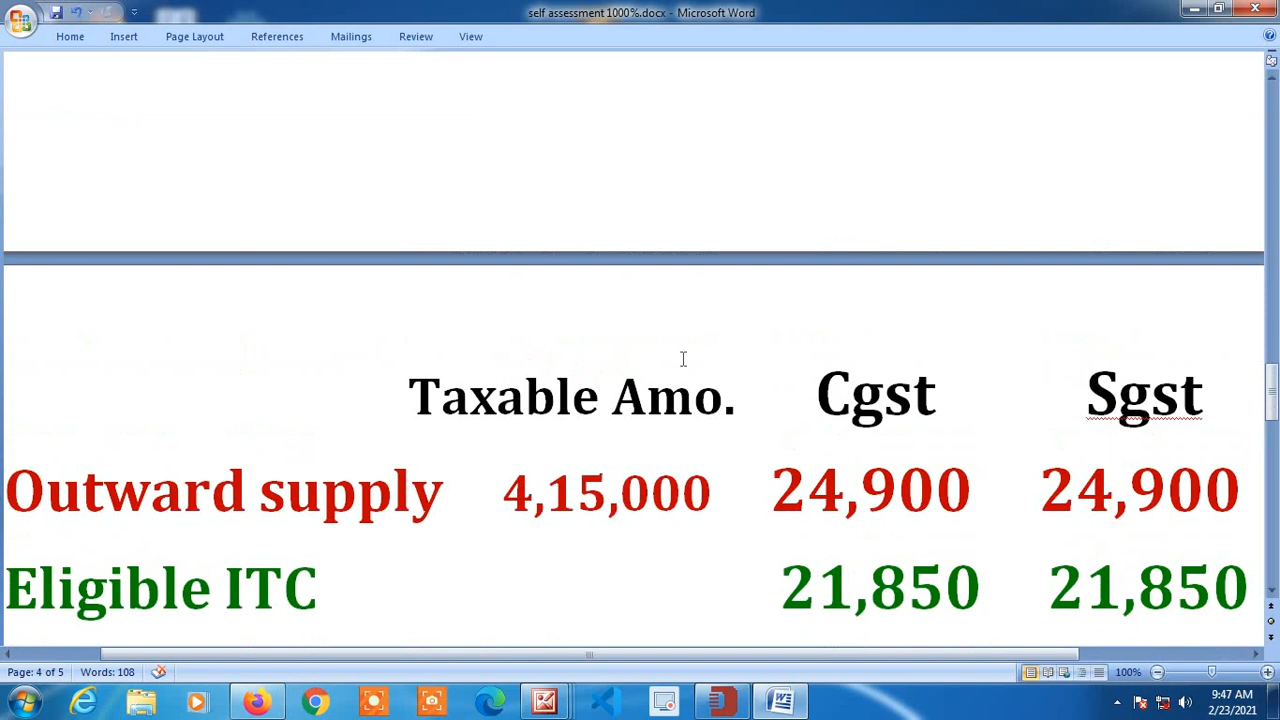 self assessment 1000%.docx - Microsoft Word
Home Insert Page Layout References Mailings Review View
Taxable Amo. Cgst Sgst
Outward supply 4,15,000 24,900 24,900
Eligible ITC 21,850 21,850
Page: 4 of 5 Words: 108 100%
9:47 AM
2/23/2021